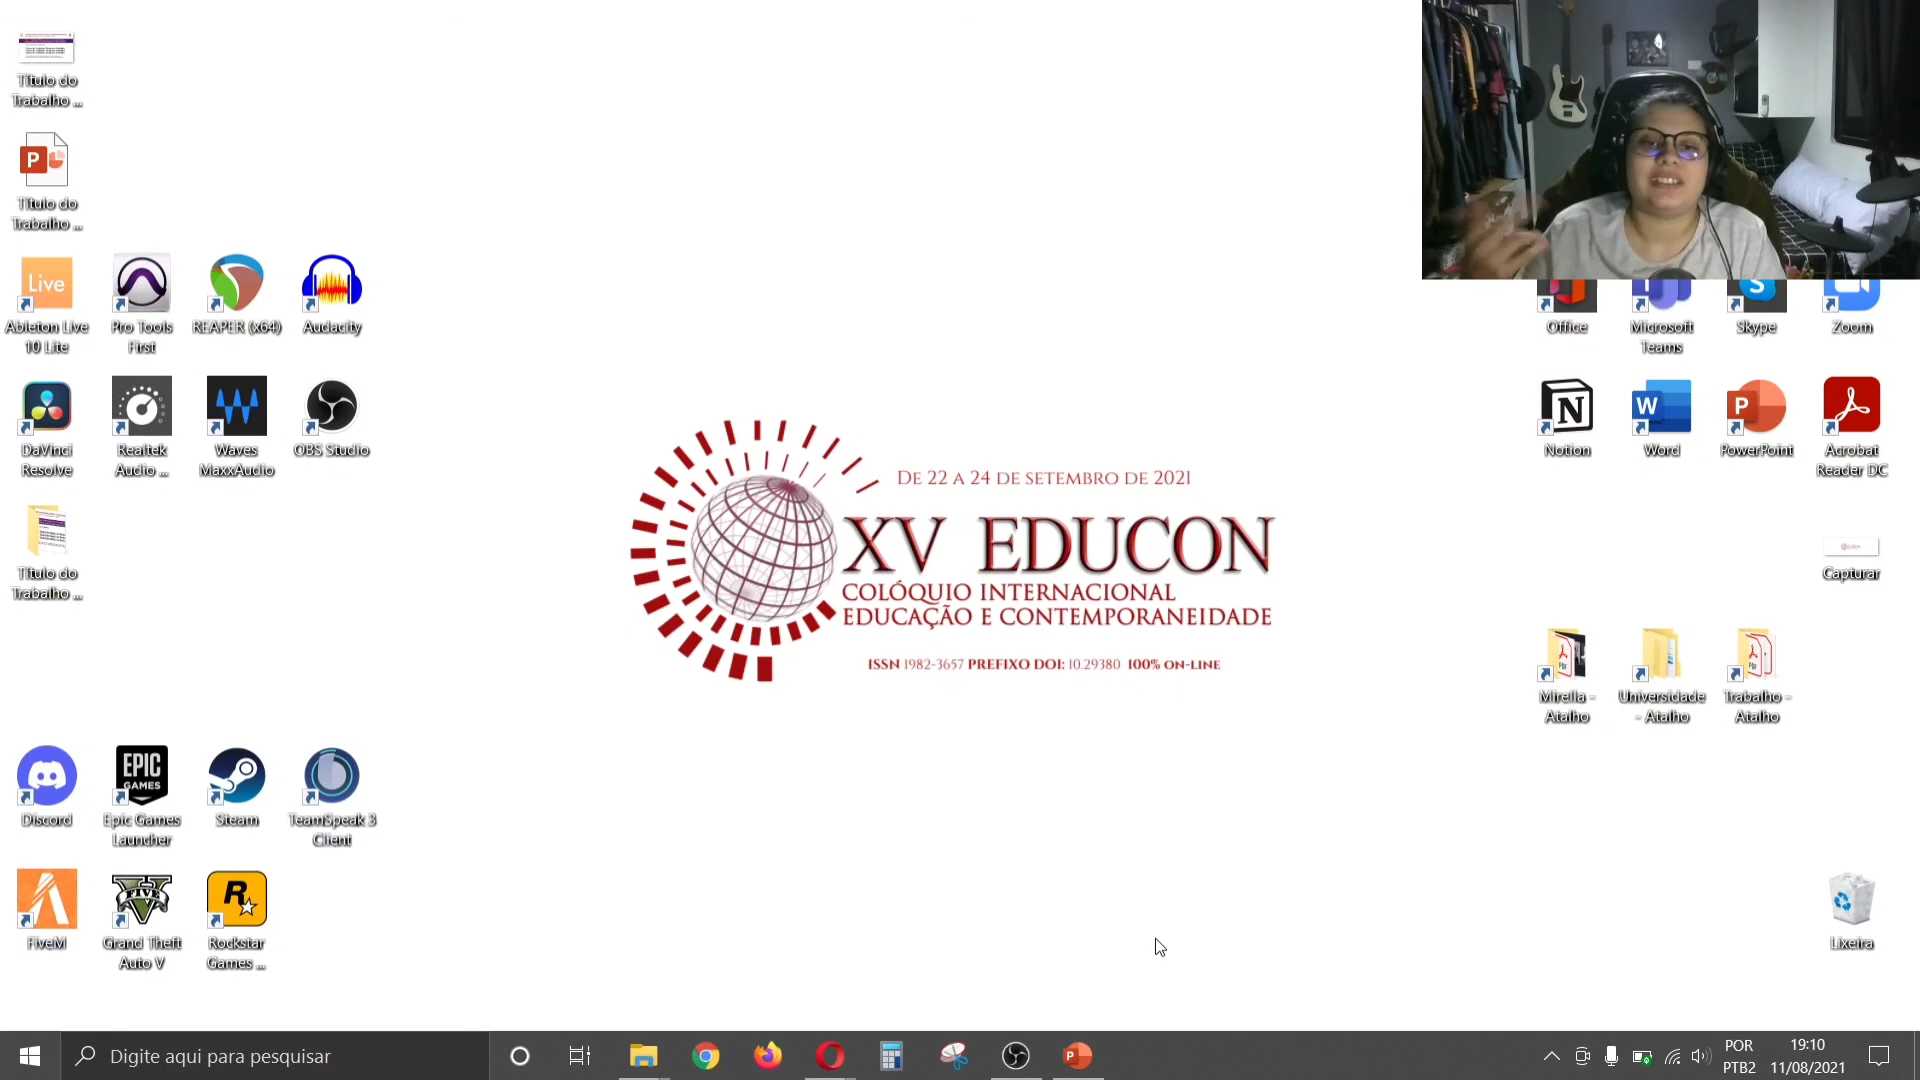 Título do
Trabalho ...
Título do
Trabalho ...
Live
Ableton Live
10 Lite
Pro Tools
First
REAPER (x64)
Audacity
Office
Microsoft
Teams
Skype
Zoom
DaVinci
Resolve
Realtek
Audio ...
Waves
MaxxAudio
OBS Studio
Notion
Word
PowerPoint
Acrobat
Reader DC
Título do
Trabalho ...
De 22 a 24 de setembro de 2021
XV EDUCON
COLÓQUIO INTERNACIONAL
EDUCAÇÃO E CONTEMPORANEIDADE
ISSN 1982-3657 PREFIXO DOI: 10.29380 100% ON-LINE
Capturar
Mirella -
Atalho
Universidade
- Atalho
Trabalho -
Atalho
EPIC
GAMES
Discord
Epic Games
Launcher
Steam
TeamSpeak 3
Client
FIVE
FiveM
Grand Theft
Auto V
Rockstar
Games ...
Lixeira
Digite aqui para pesquisar
POR
PTB2
19:10
11/08/2021